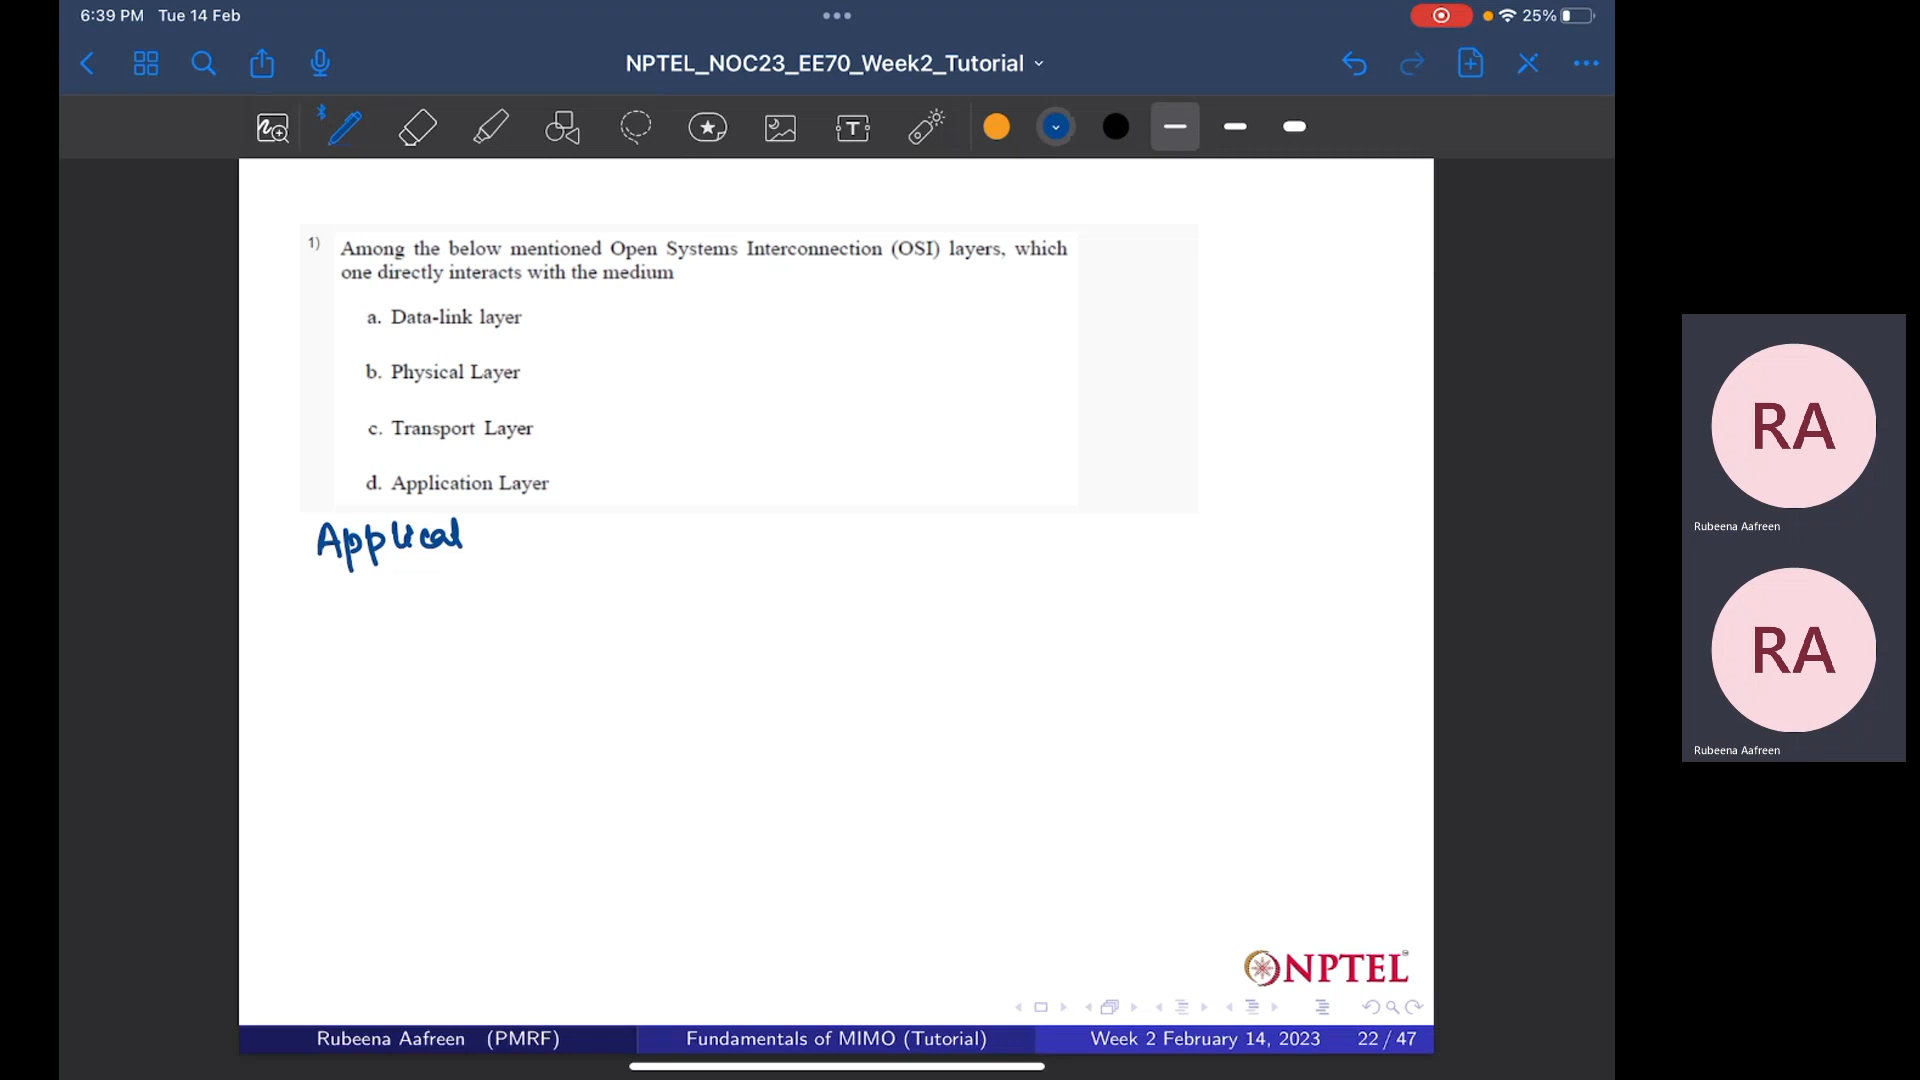 6:39 PM Tue 14 Feb
25%
NPTEL_NOC23_EE70_Week2_Tutorial
1) Among the below mentioned Open Systems Interconnection (OSI) layers, which
one directly interacts with the medium
a. Data-link layer
b. Physical Layer
c. Transport Layer
d. Application Layer
Applicat
NPTEL
Rubeena Aafreen (PMRF) Fundamentals of MIMO (Tutorial) Week 2 February 14, 2023 22 / 47
RA
Rubeena Aafreen
RA
Rubeena Aafreen